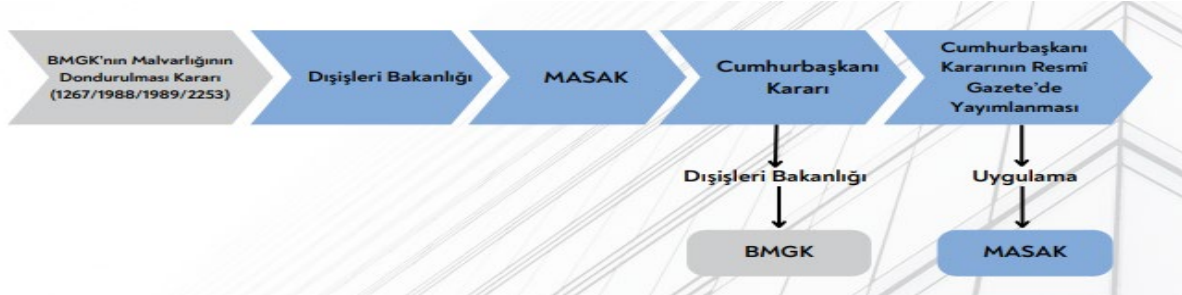 BMGK'nın Malvarlığının
Dondurulması Kararı
(1267/1988/1989/2253)
Dışişleri Bakanlığı
MASAK
Cumhurbaşkanı
Kararı
Cumhurbaşkanı
Kararının Resmî
Gazete'de
Yayımlanması
Dışişleri Bakanlığı
Uygulama
BMGK
MASAK